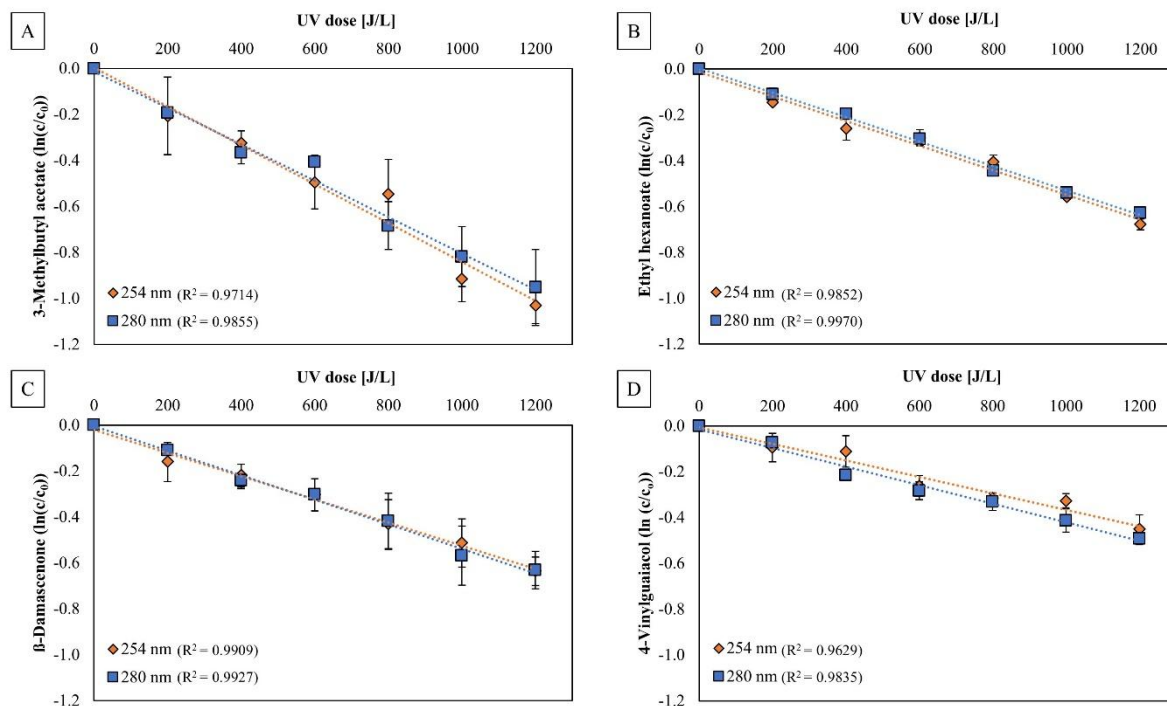 A
UV dose [J/L]
0 200 400 600 800 1000 1200
0.0
-0.2
-0.4
-0.6
-0.8
-1.0
-1.2
3-Methylbutyl acetate (ln(c/c₀))
254 nm (R² = 0.9714)
280 nm (R² = 0.9855)
B
UV dose [J/L]
0 200 400 600 800 1000 1200
0.0
-0.2
-0.4
-0.6
-0.8
-1.0
-1.2
Ethyl hexanoate (ln(c/c₀))
254 nm (R² = 0.9852)
280 nm (R² = 0.9970)
C
UV dose [J/L]
0 200 400 600 800 1000 1200
0.0
-0.2
-0.4
-0.6
-0.8
-1.0
-1.2
β-Damascenone (ln(c/c₀))
254 nm (R² = 0.9909)
280 nm (R² = 0.9927)
D
UV dose [J/L]
0 200 400 600 800 1000 1200
0.0
-0.2
-0.4
-0.6
-0.8
-1.0
-1.2
4-Vinylguaiacol (ln (c/c₀))
254 nm (R² = 0.9629)
280 nm (R² = 0.9835)